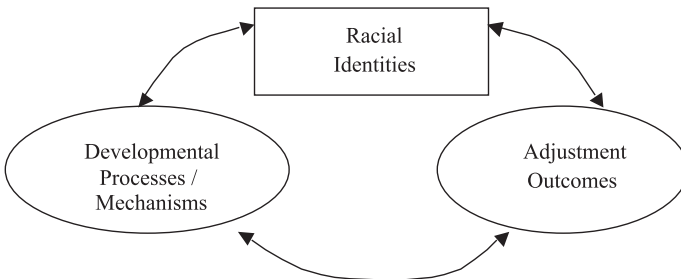 Racial
Identities
Developmental
Processes /
Mechanisms
Adjustment
Outcomes